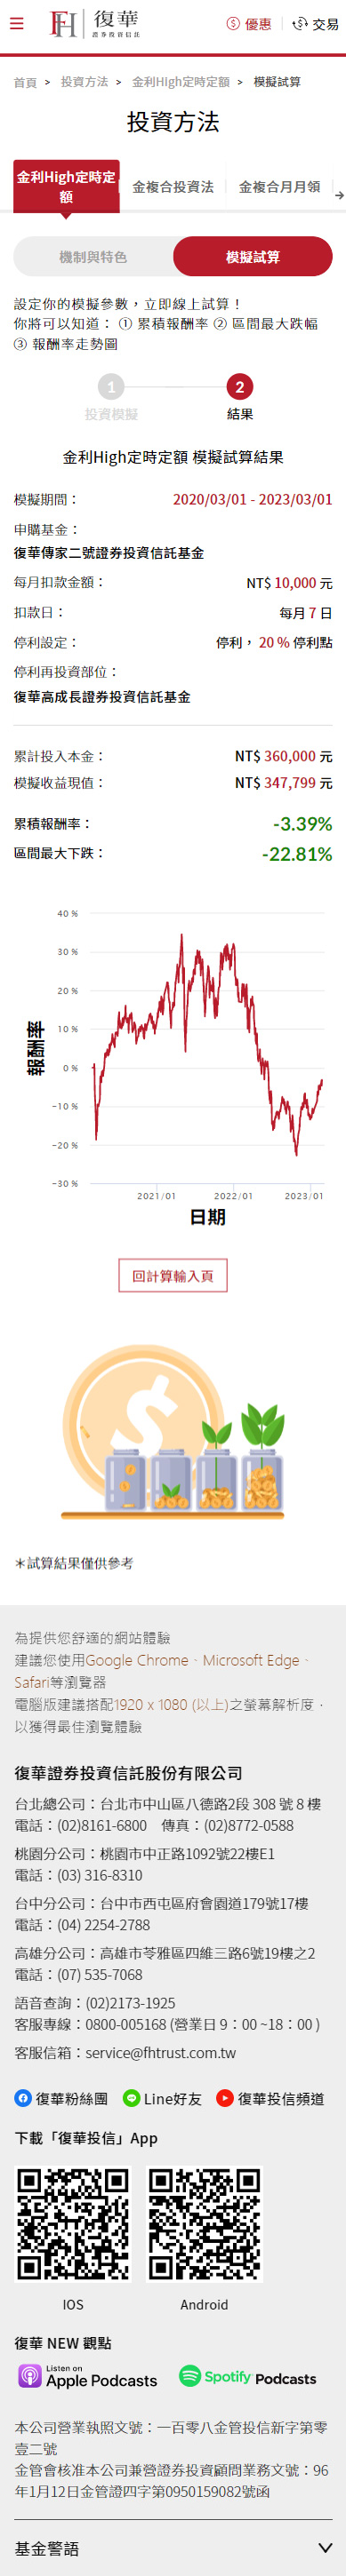 FH 復華
證券投資信託
優惠
交易
首頁 > 投資方法 > 金利High定時定額 > 模擬試算
投資方法
金利High定時定
額
金複合投資法
金複合月月領
機制與特色
模擬試算
設定你的模擬參數，立即線上試算！
你將可以知道： ① 累積報酬率 ② 區間最大跌幅
③ 報酬率走勢圖
1
2
投資模擬
結果
金利High定時定額 模擬試算結果
模擬期間： 2020/03/01 - 2023/03/01
申購基金：
復華傳家二號證券投資信託基金
每月扣款金額： NT$ 10,000 元
扣款日： 每月 7 日
停利設定： 停利， 20 % 停利點
停利再投資部位：
復華高成長證券投資信託基金
累計投入本金： NT$ 360,000 元
模擬收益現值： NT$ 347,799 元
累積報酬率： -3.39%
區間最大下跌： -22.81%
40 %
30 %
20 %
10 %
0 %
-10 %
-20 %
-30 %
報酬率
2021/01
2022/01
2023/01
日期
回計算輸入頁
＊試算結果僅供參考
為提供您舒適的網站體驗
建議您使用Google Chrome、Microsoft Edge、
Safari等瀏覽器
電腦版建議搭配1920 x 1080 (以上)之螢幕解析度，
以獲得最佳瀏覽體驗
復華證券投資信託股份有限公司
台北總公司：台北市中山區八德路2段 308 號 8 樓
電話：(02)8161-6800 傳真：(02)8772-0588
桃園分公司：桃園市中正路1092號22樓E1
電話：(03) 316-8310
台中分公司：台中市西屯區府會園道179號17樓
電話：(04) 2254-2788
高雄分公司：高雄市苓雅區四維三路6號19樓之2
電話：(07) 535-7068
語音查詢：(02)2173-1925
客服專線：0800-005168 (營業日 9：00 ~18：00 )
客服信箱：service@fhtrust.com.tw
復華粉絲團
Line好友
復華投信頻道
下載「復華投信」App
IOS
Android
復華 NEW 觀點
Listen on
Apple Podcasts
Spotify Podcasts
本公司營業執照文號：一百零八金管投信新字第零
壹二號
金管會核准本公司兼營證券投資顧問業務文號：96
年1月12日金管證四字第0950159082號函
基金警語